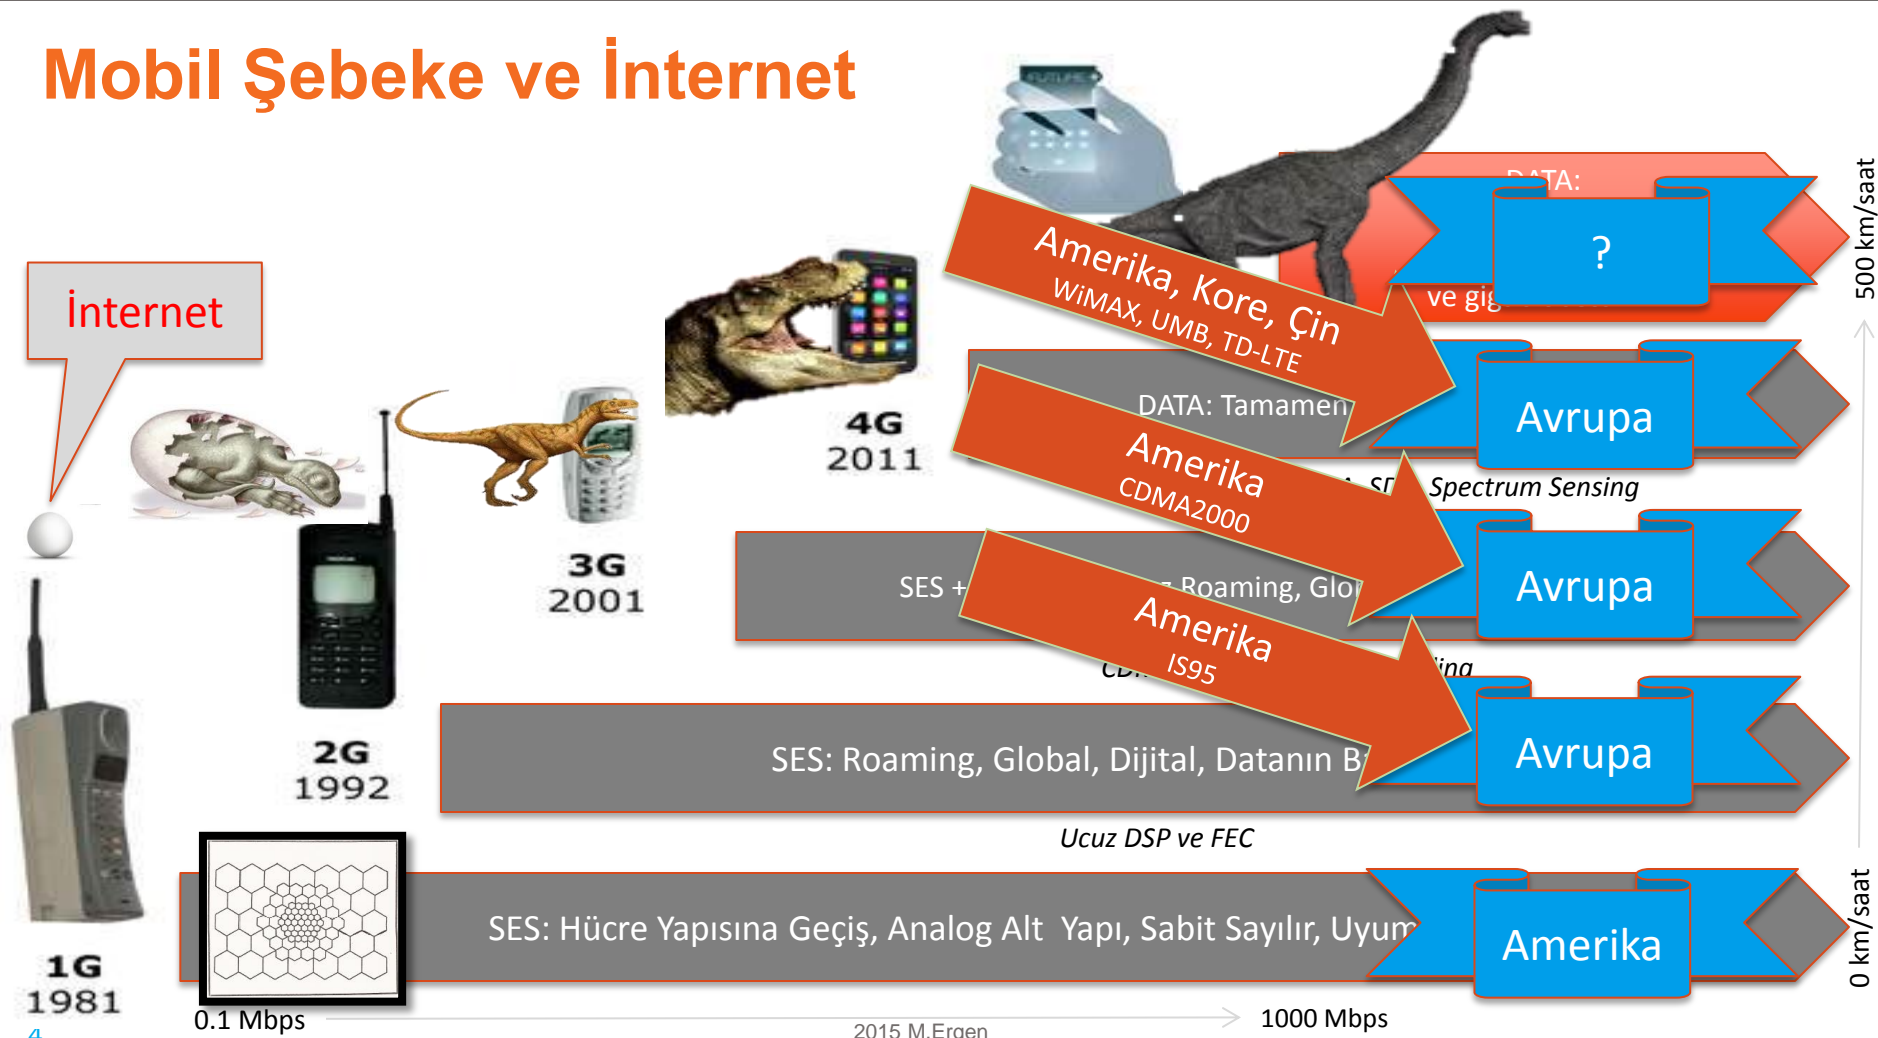 Mobil Şebeke ve İnternet
FUTURE
DATA:
?
500 km/saat
Amerika, Kore, Çin
WiMAX, UMB, TD-LTE
İnternet
ve
DATA: Tamamen
Avrupa
4G
2011
Amerika
CDMA2000
Spectrum Sensing
3G
2001
SES +
Roaming,
Avrupa
Amerika
IS95
2G
1992
SES: Roaming, Global, Dijital, Datanın
Avrupa
Ucuz DSP ve FEC
SES: Hücre Yapısına Geçiş, Analog Alt Yapı, Sabit Sayılır,
Amerika
0 km/saat
1G
1981
0.1 Mbps
1000 Mbps
4
2015 M.Ergen